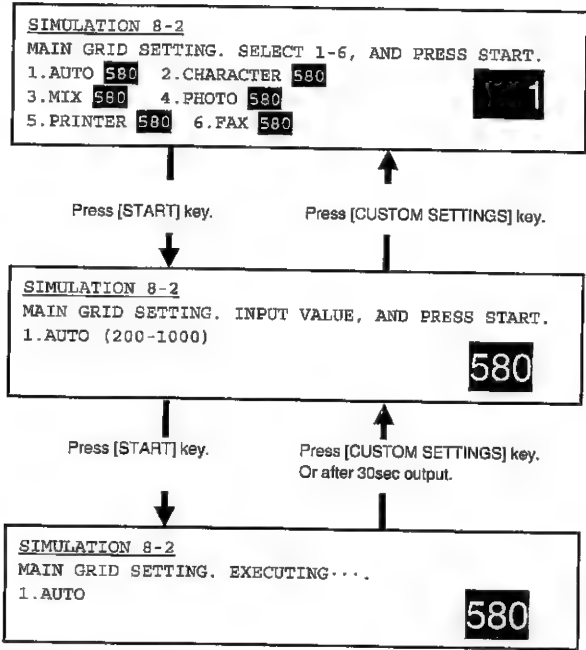 SIMULATION 8-2
MAIN GRID SETTING. SELECT 1-6, AND PRESS START.
1.AUTO 580 2.CHARACTER 580
3.MIX 580 4.PHOTO 580
1
5.PRINTER 580 6.FAX 580
Press [START] key. Press [CUSTOM SETTINGS] key.
SIMULATION 8-2
MAIN GRID SETTING. INPUT VALUE, AND PRESS START.
1.AUTO (200-1000)
580
Press [START] key. Press [CUSTOM SETTINGS] key.
Or after 30sec output.
SIMULATION 8-2
MAIN GRID SETTING. EXECUTING····.
1.AUTO
580